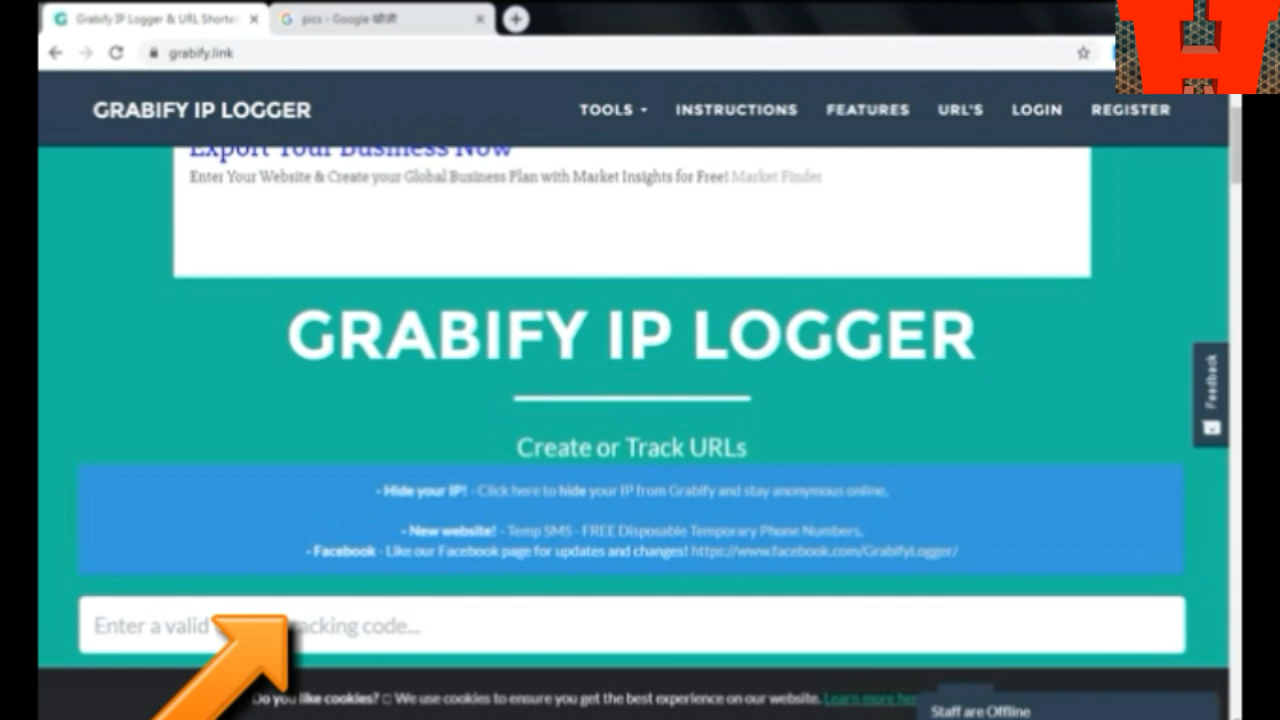 Grabify IP Logger & URL Shorte
pics - Google खोजी
grabify.link
GRABIFY IP LOGGER
TOOLS INSTRUCTIONS FEATURES URL'S LOGIN REGISTER
Export Your Business Now
Enter Your Website & Create your Global Business Plan with Market Insights for Free! Market Finder
GRABIFY IP LOGGER
Feedback
Create or Track URLs
- Hide your IP! - Click here to hide your IP from Grabify and stay anonymous online.
- New website! - Temp SMS - FREE Disposable Temporary Phone Numbers.
- Facebook - Like our Facebook page for updates and changes! https://www.facebook.com/GrabifyLogger/
Enter a valid acking code...
Do you like cookies? We use cookies to ensure you get the best experience on our website. Learn more her
Staff are Offline
H